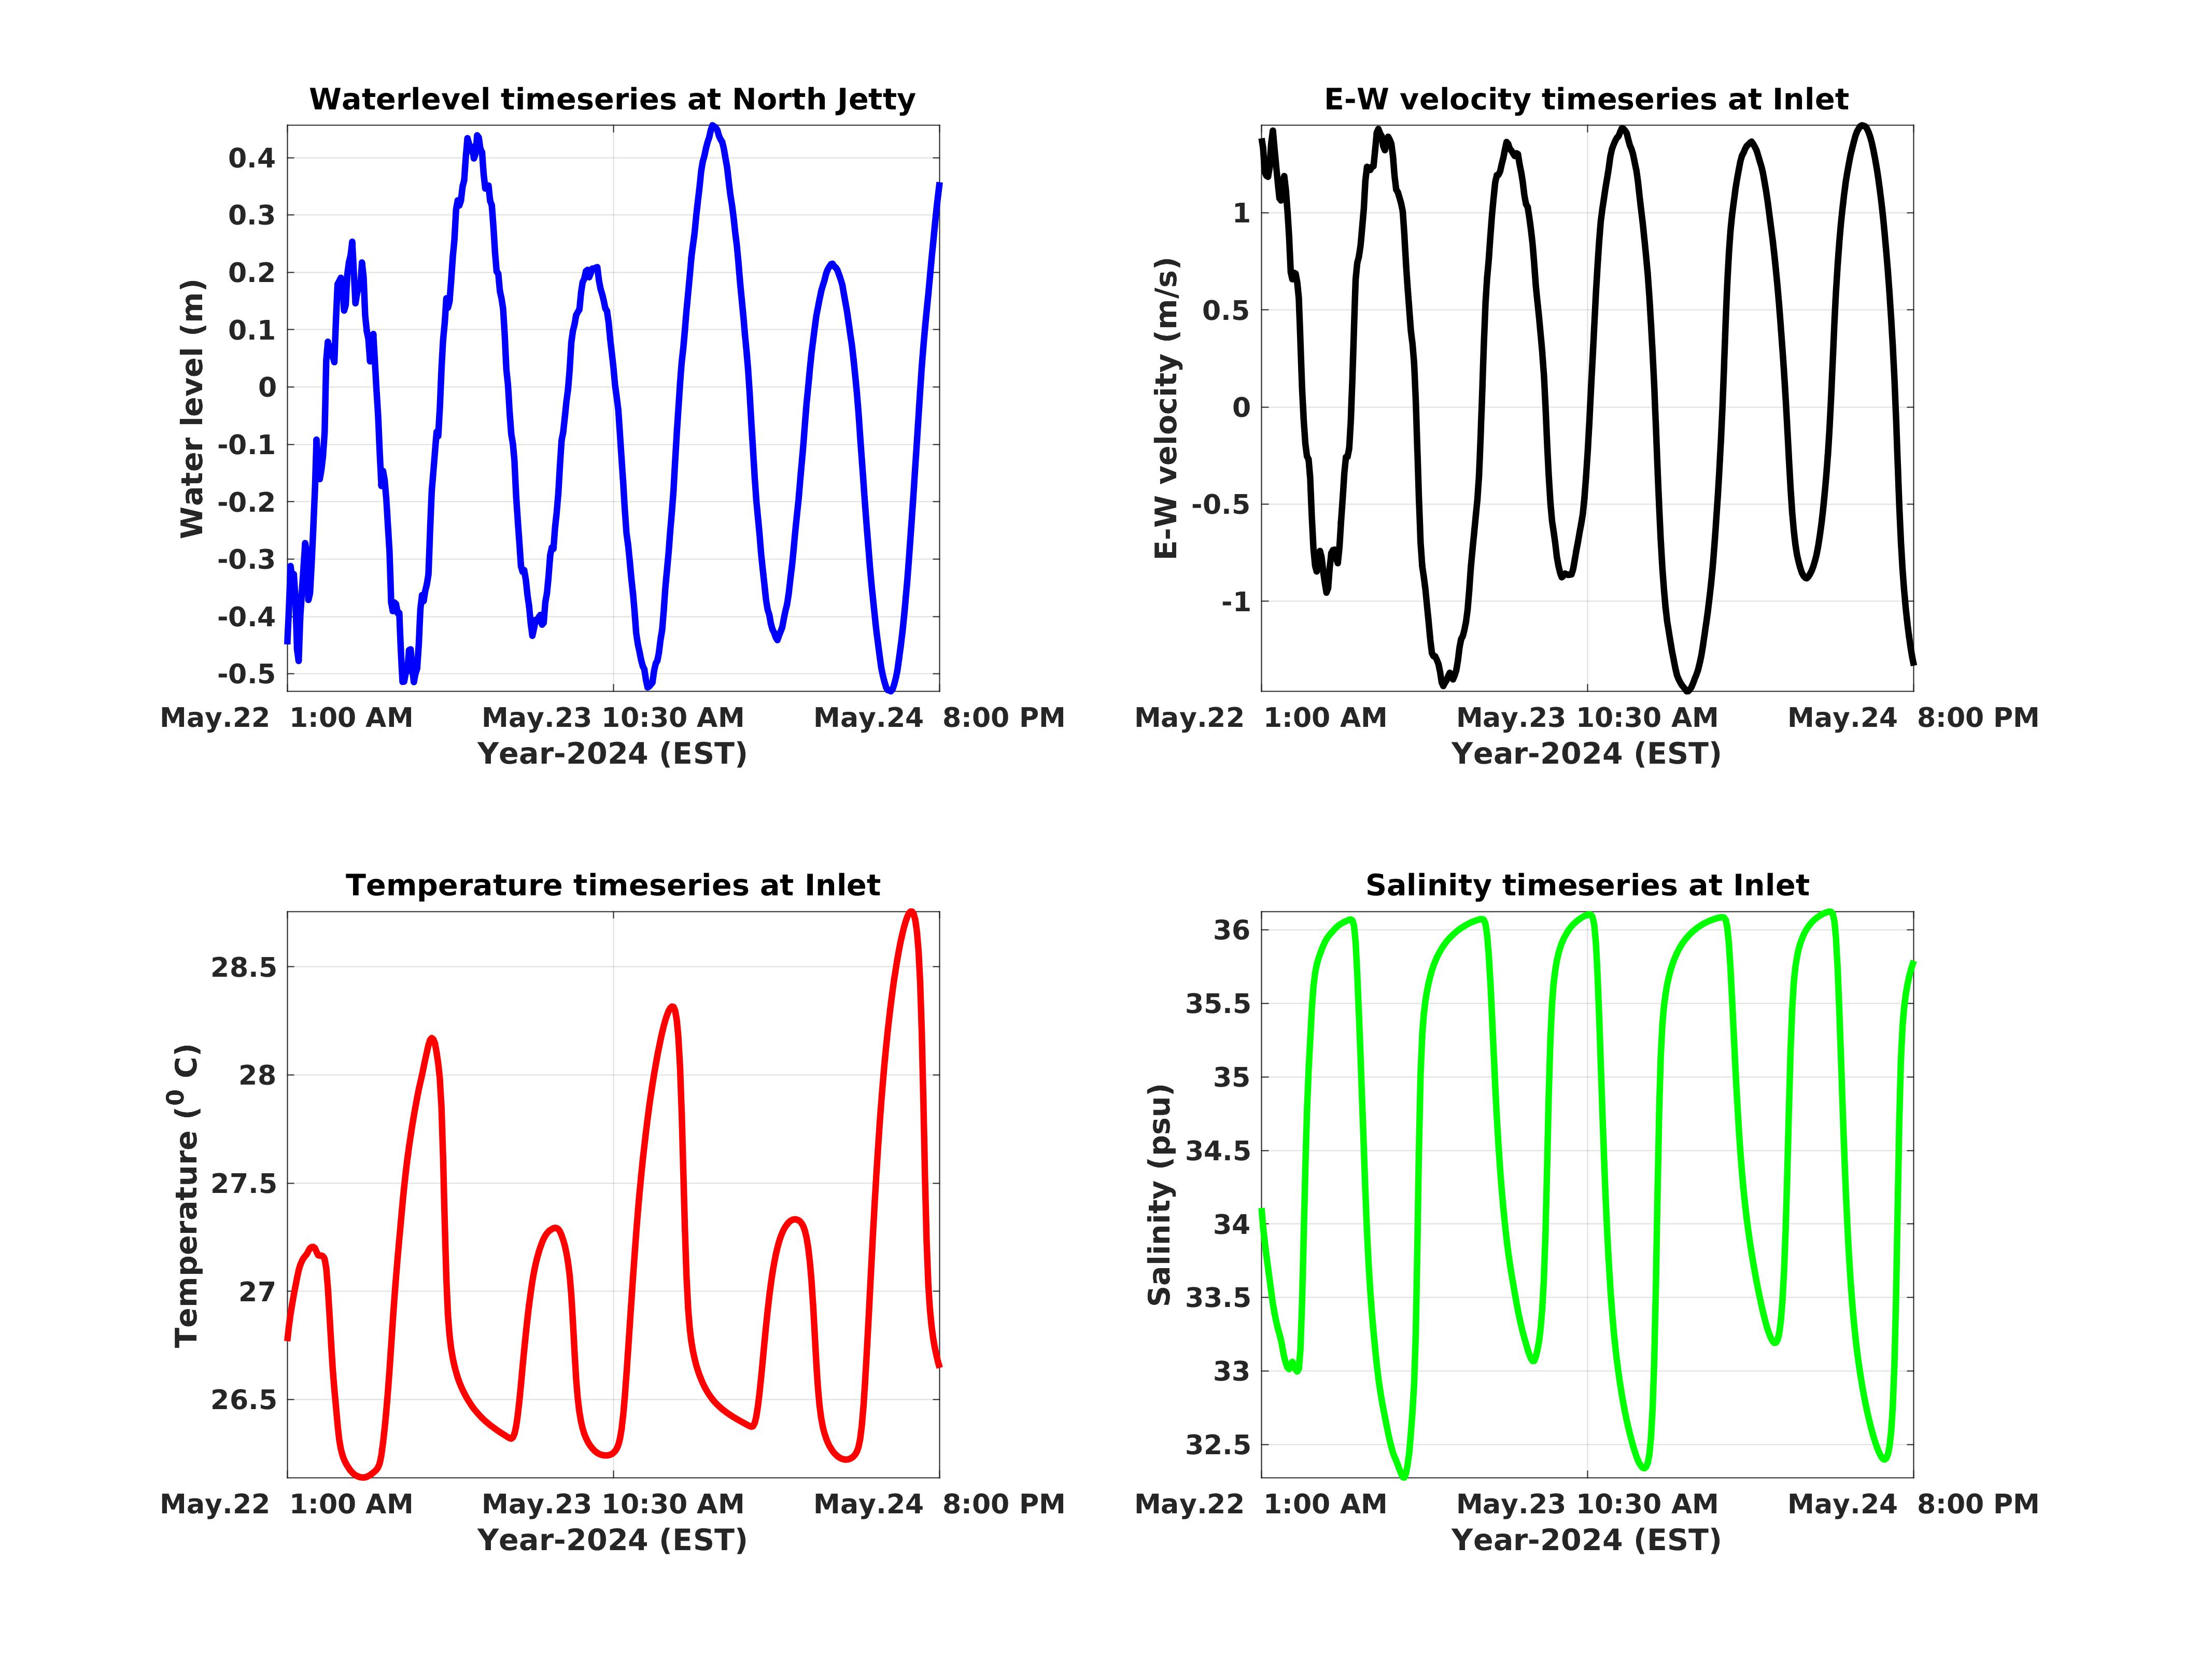 Waterlevel timeseries at North Jetty
Water level (m)
0.4
0.3
0.2
0.1
0
-0.1
-0.2
-0.3
-0.4
-0.5
May.22 1:00 AM May.23 10:30 AM May.24 8:00 PM
Year-2024 (EST)
E-W velocity timeseries at Inlet
E-W velocity (m/s)
1
0.5
0
-0.5
-1
May.22 1:00 AM May.23 10:30 AM May.24 8:00 PM
Year-2024 (EST)
Temperature timeseries at Inlet
Temperature (⁰ C)
28.5
28
27.5
27
26.5
May.22 1:00 AM May.23 10:30 AM May.24 8:00 PM
Year-2024 (EST)
Salinity timeseries at Inlet
Salinity (psu)
36
35.5
35
34.5
34
33.5
33
32.5
May.22 1:00 AM May.23 10:30 AM May.24 8:00 PM
Year-2024 (EST)